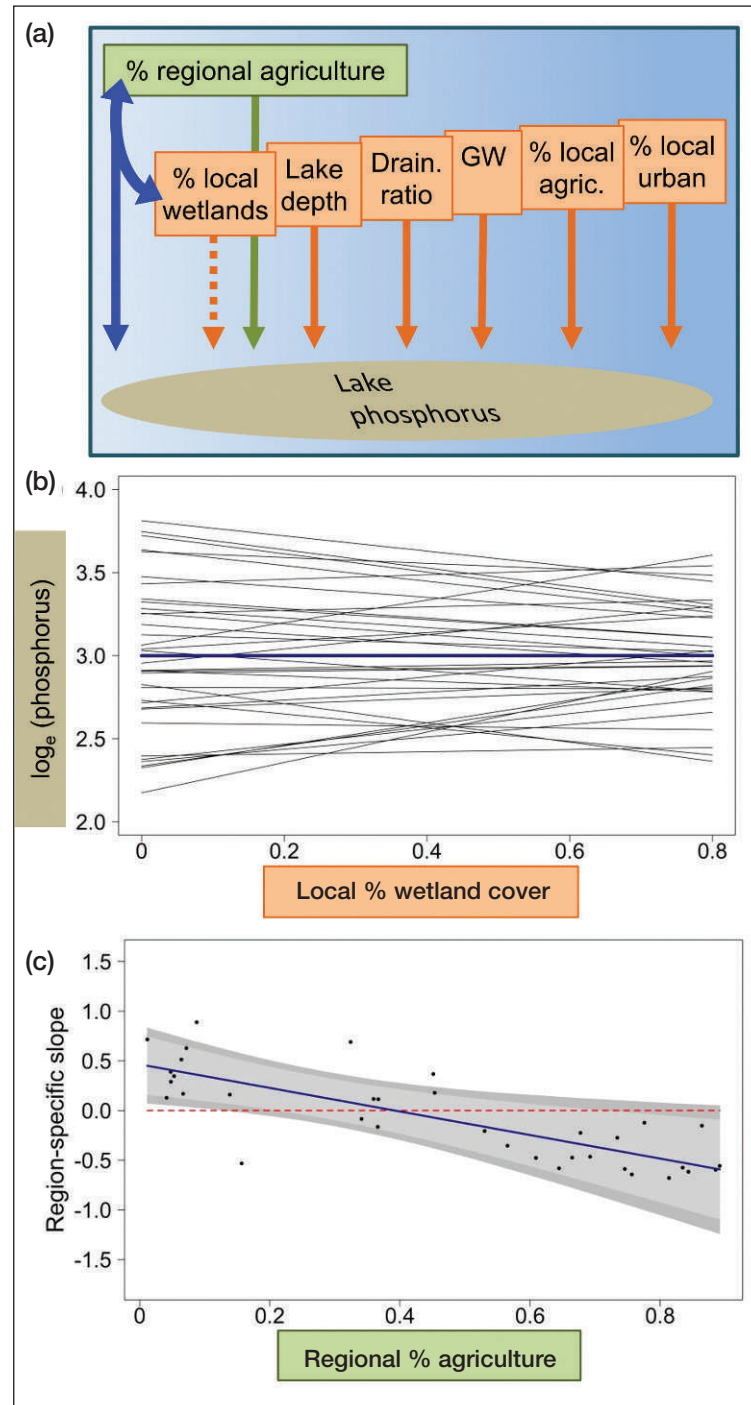 (a)
% regional agriculture
% local
wetlands
Lake
depth
Drain.
ratio
GW
% local
agric.
% local
urban
Lake
phosphorus
(b)
4.0
3.5
3.0
2.5
2.0
logₑ (phosphorus)
0 0.2 0.4 0.6 0.8
Local % wetland cover
(c)
1.5
1.0
0.5
0.0
-0.5
-1.0
-1.5
Region-specific slope
0 0.2 0.4 0.6 0.8
Regional % agriculture